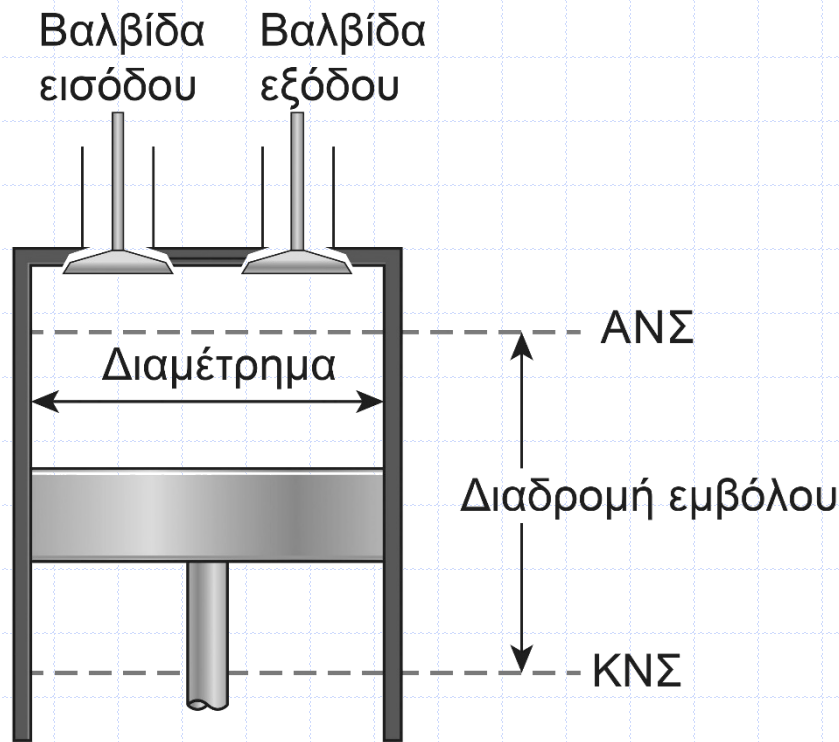 Βαλβίδα
εισόδου
Βαλβίδα
εξόδου
ΑΝΣ
Διαμέτρημα
Διαδρομή εμβόλου
ΚΝΣ